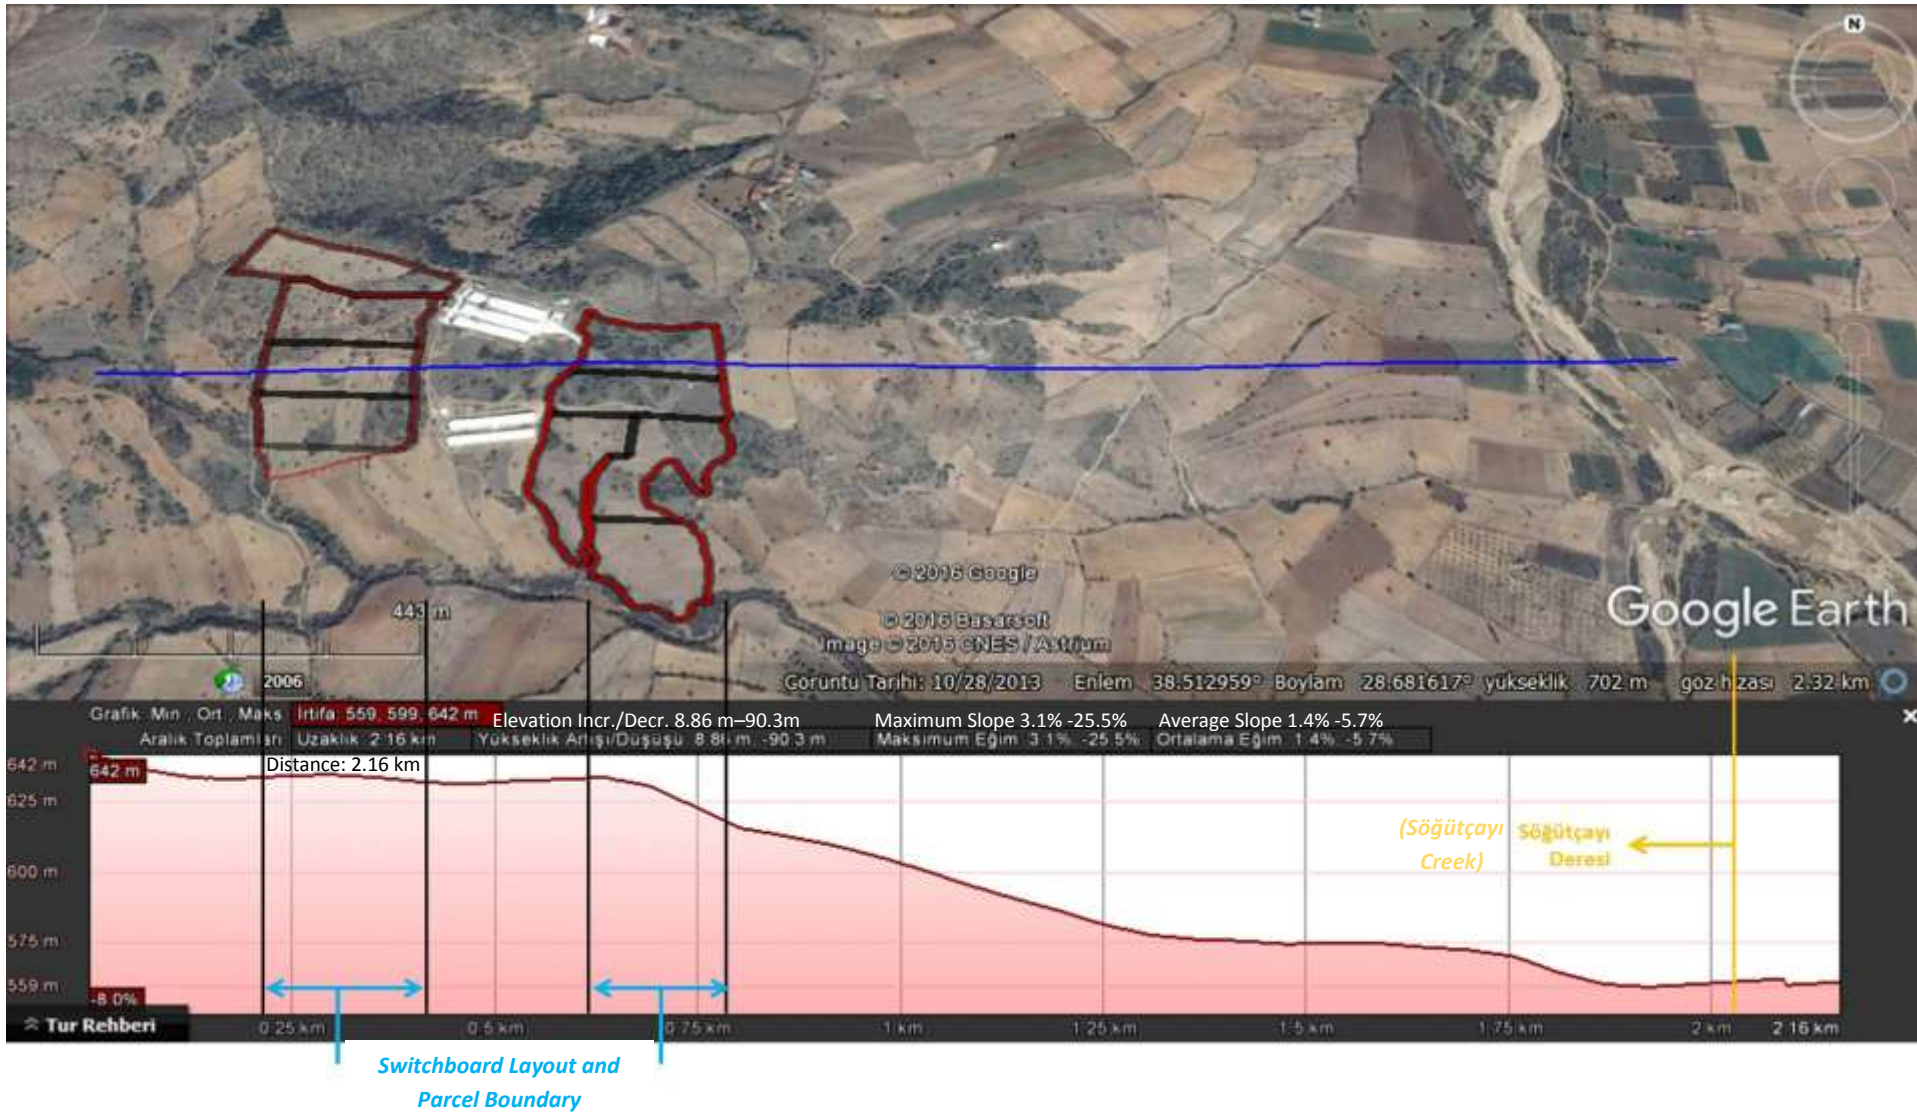 N
443 m
© 2016 Google
© 2016 Basarsoft
Image © 2016 CNES / Astrium
Google Earth
2006
Görüntü Tarihi: 10/28/2013 Enlem 38.512959° Boylam 28.681617° yükseklik 702 m göz hizası 2.32 km
Grafik Min , Ort , Maks İrtifa 559, 599, 642 m
Elevation Incr./Decr. 8.86 m–90.3m Maximum Slope 3.1% -25.5% Average Slope 1.4% -5.7%
Aralık Toplamları Uzaklık 2.16 km Yükseklik Artışı/Düşüşü 8.86 m, -90.3 m Maksimum Eğim 3.1%, -25.5% Ortalama Eğim 1.4%, -5.7%
Distance: 2.16 km
642 m
642 m
625 m
600 m
575 m
559 m
-8.0%
(Söğütçayı
Creek)
Söğütçayı
Deresi
Tur Rehberi
0.25 km 0.5 km 0.75 km 1 km 1.25 km 1.5 km 1.75 km 2 km 2.16 km
Switchboard Layout and
Parcel Boundary